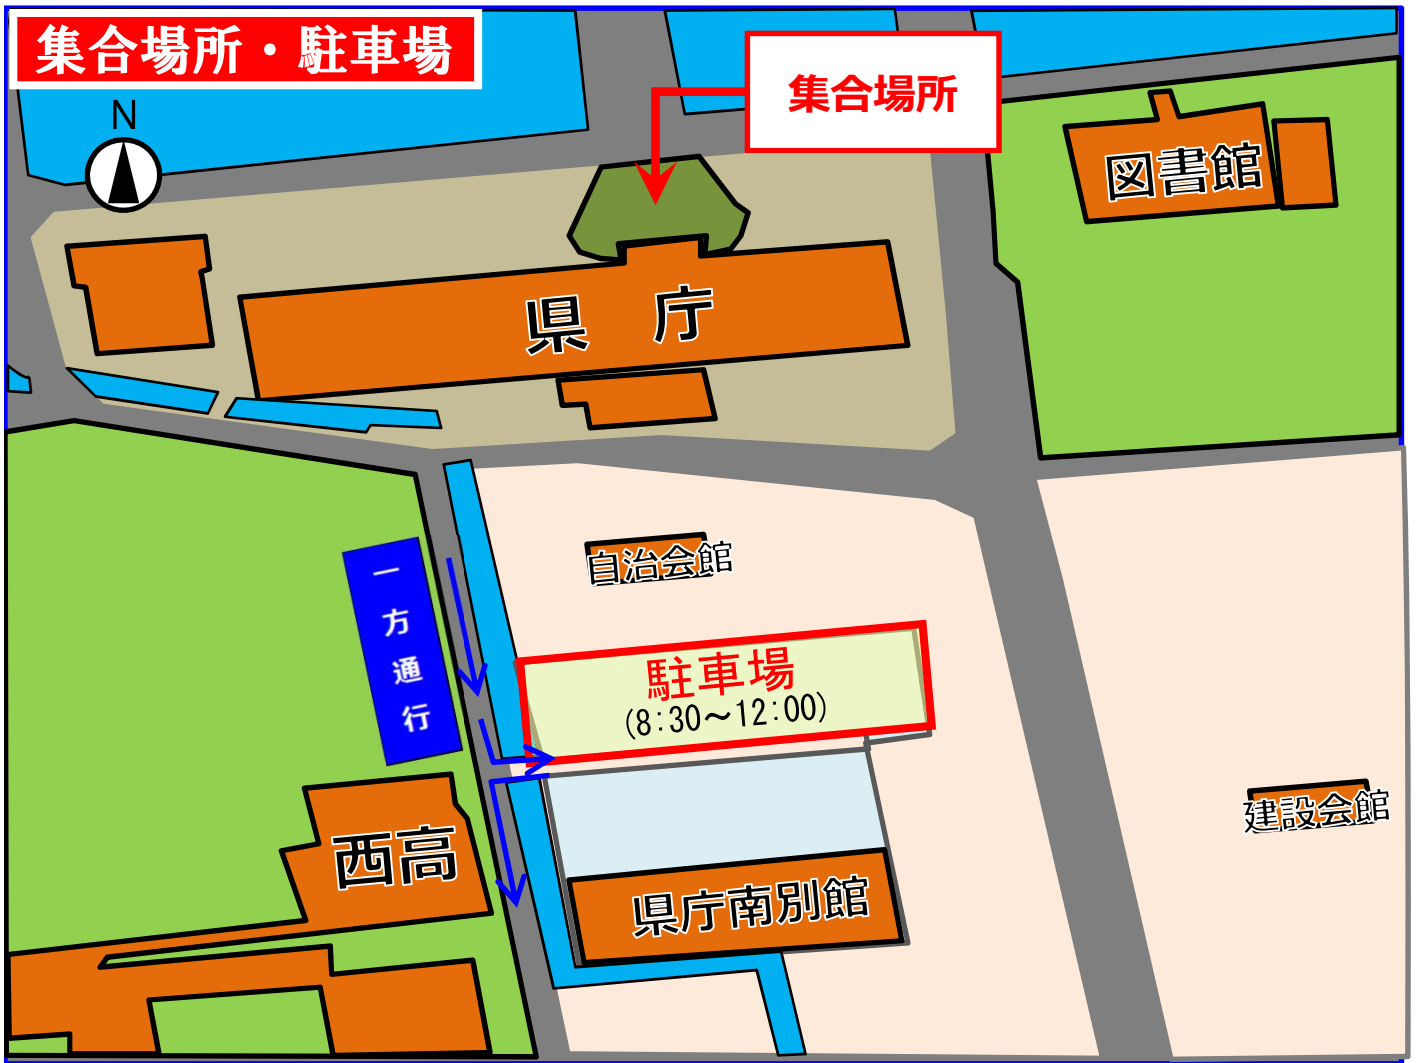 集合場所・駐車場
N
集合場所
図書館
県　庁
自治会館
一方通行
駐車場
(8:30～12:00)
建設会館
西高
県庁南別館